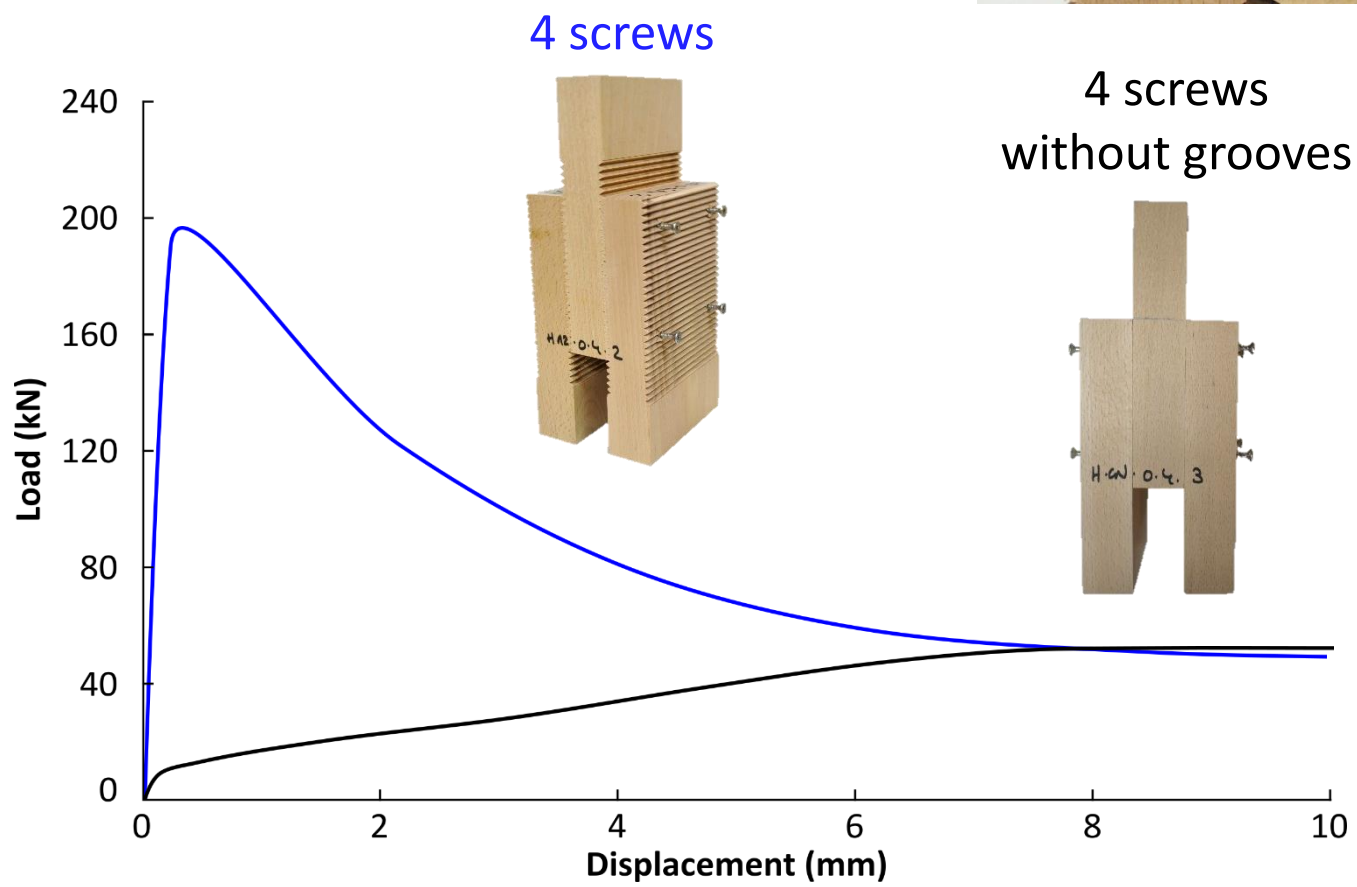 4 screws
4 screws
without grooves
240
200
160
120
80
40
0
Load (kN)
0 2 4 6 8 10
Displacement (mm)
H A2 · 0 · 4 · 2
H · GN · 0 · 4 . 3